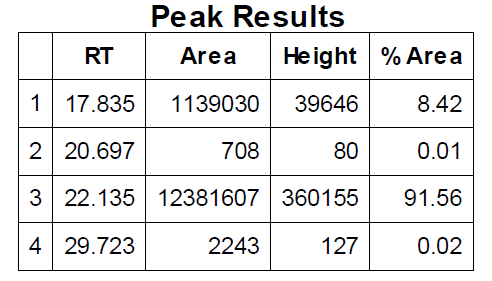 Peak Results
RT Area Height % Area
1 17.835 1139030 39646 8.42
2 20.697 708 80 0.01
3 22.135 12381607 360155 91.56
4 29.723 2243 127 0.02